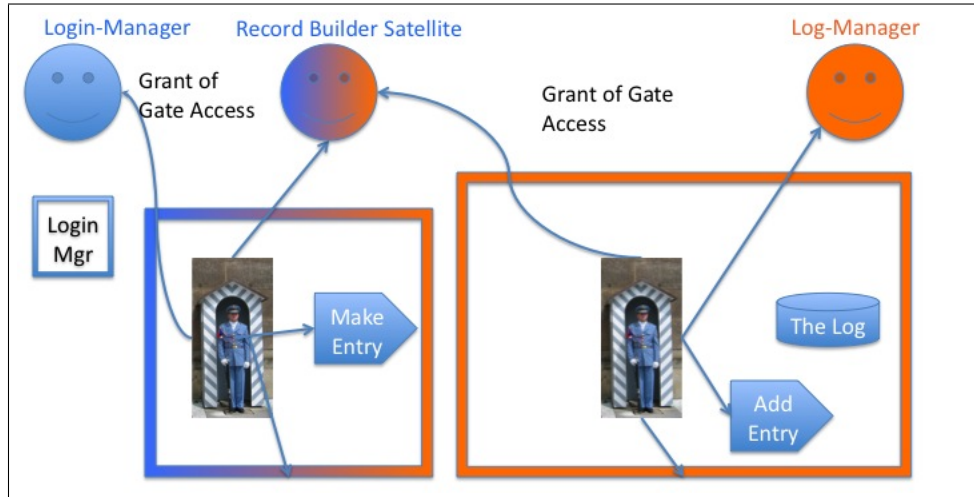 Login-Manager
Record Builder Satellite
Log-Manager
Grant of
Gate Access
Grant of Gate
Access
Login
Mgr
Make
Entry
The Log
Add
Entry